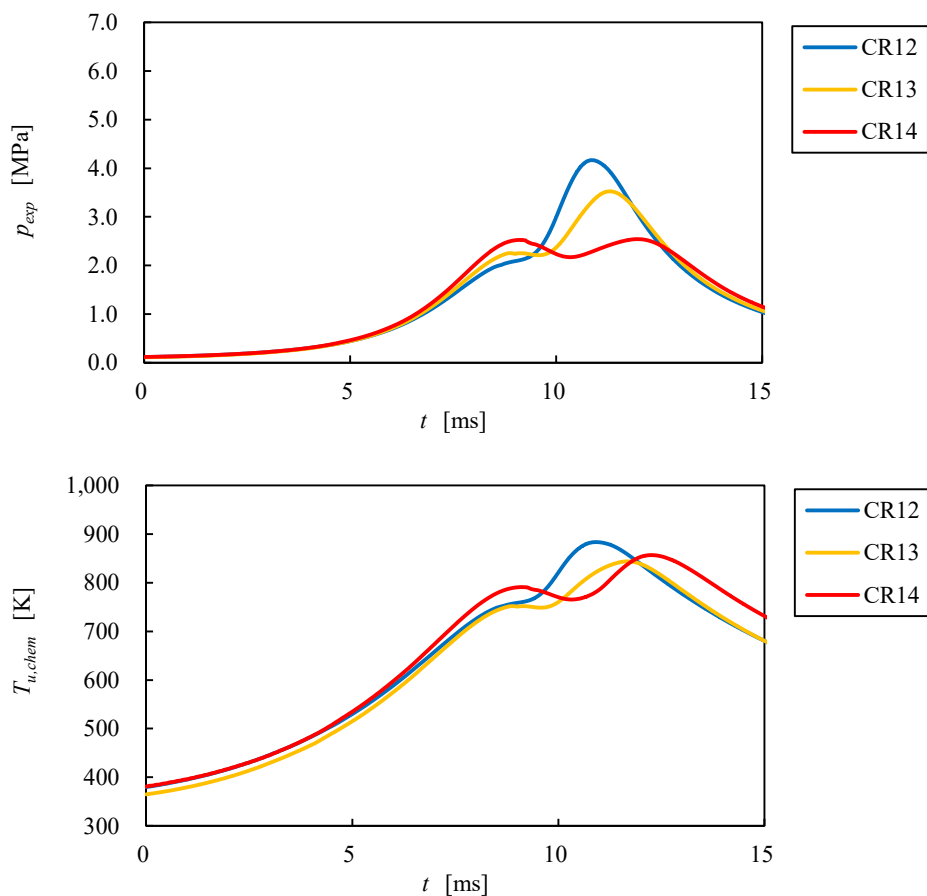 7.0
6.0
5.0
4.0
3.0
2.0
1.0
0.0
p_exp [MPa]
0 5 10 15
t [ms]
CR12
CR13
CR14
1,000
900
800
700
600
500
400
300
T_u,chem [K]
0 5 10 15
t [ms]
CR12
CR13
CR14